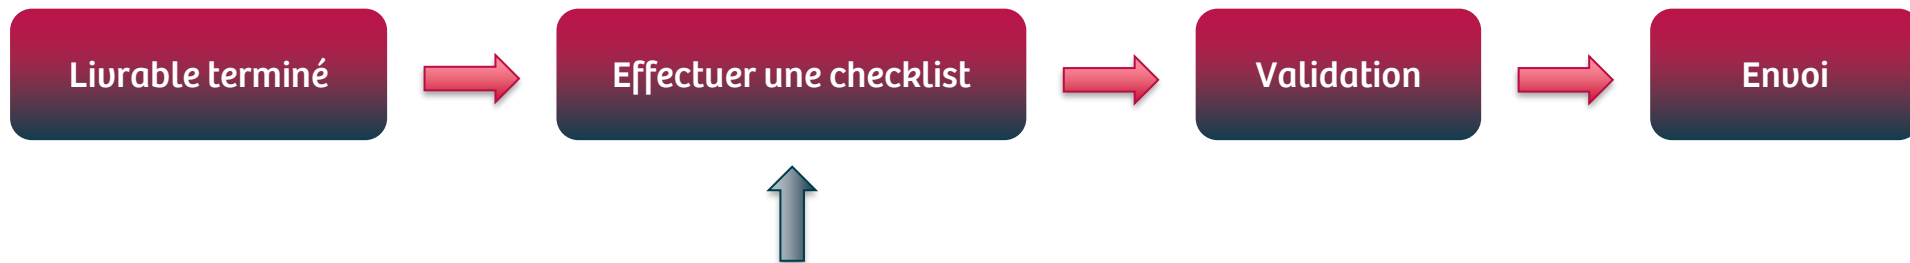 Livrable terminé
Effectuer une checklist
Validation
Envoi